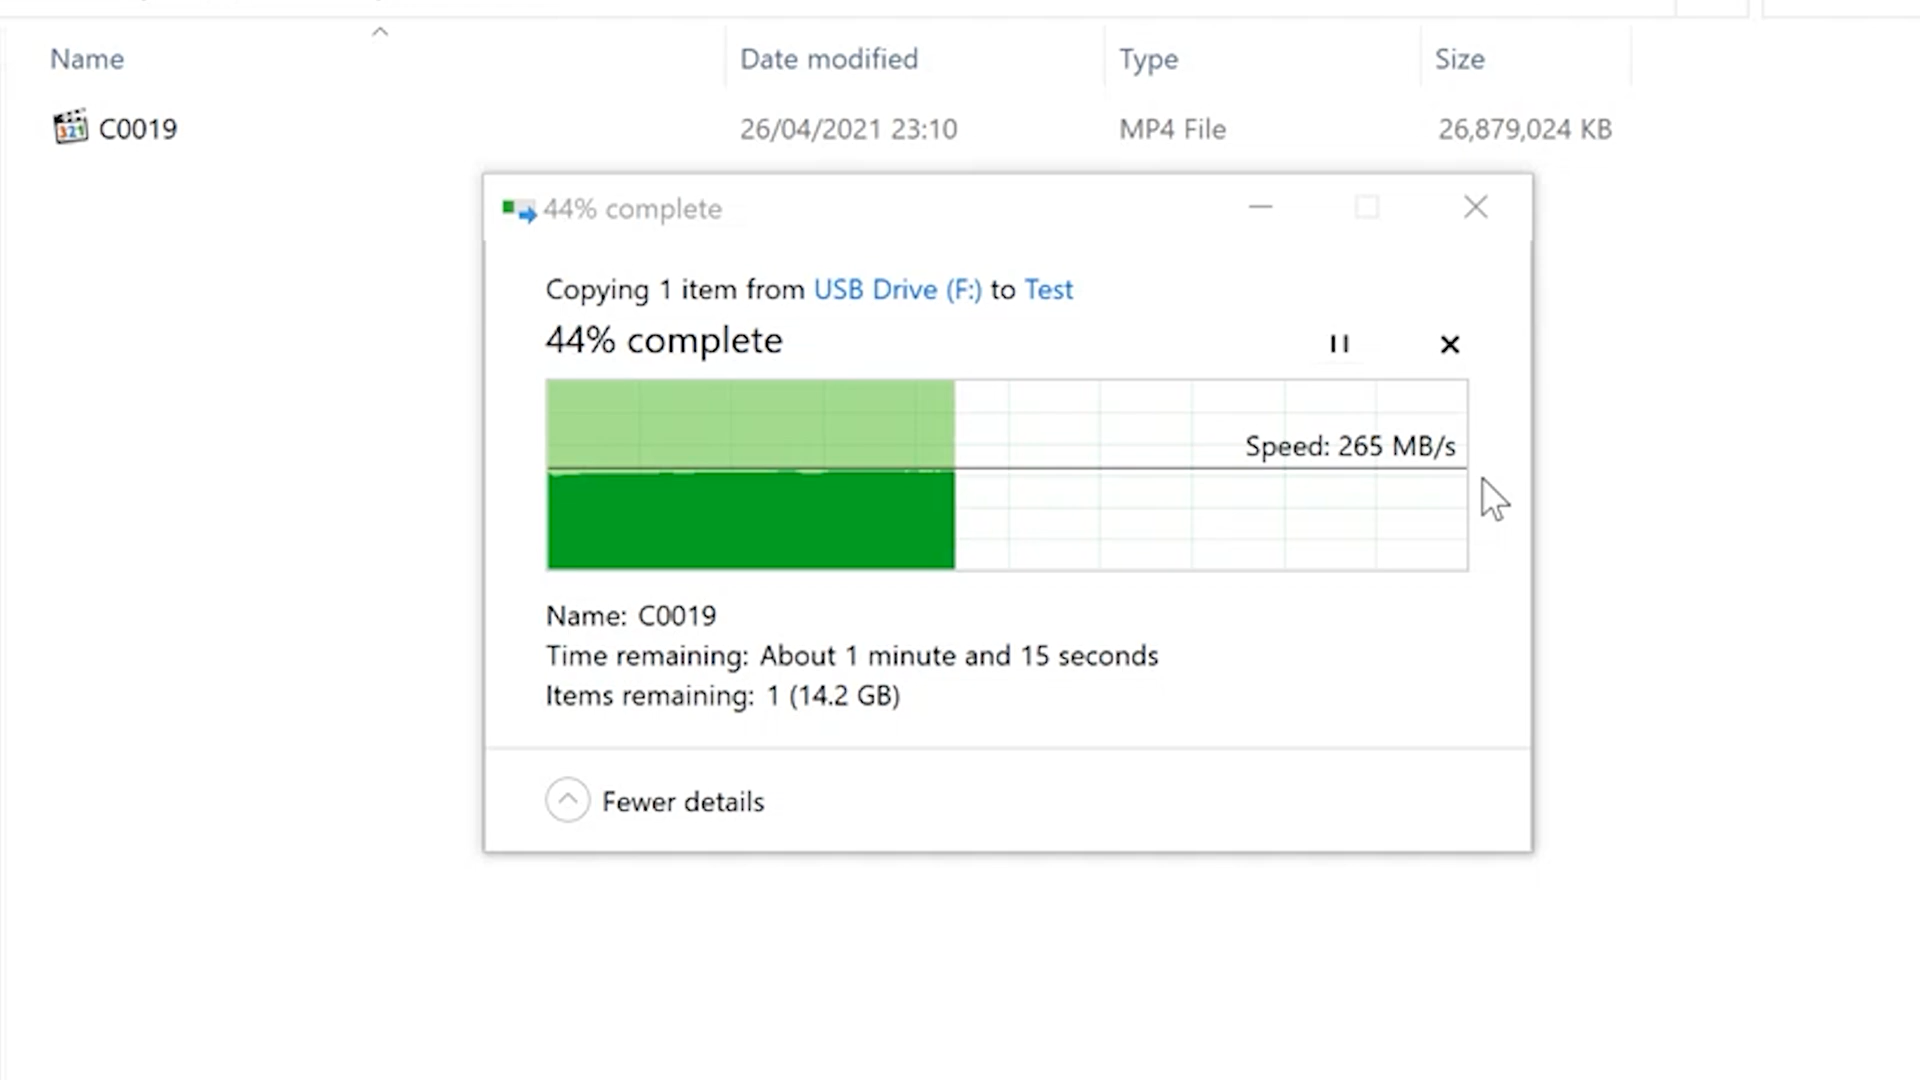 Name Date modified Type Size
C0019 26/04/2021 23:10 MP4 File 26,879,024 KB
44% complete
Copying 1 item from USB Drive (F:) to Test
44% complete
Speed: 265 MB/s
Name: C0019
Time remaining: About 1 minute and 15 seconds
Items remaining: 1 (14.2 GB)
Fewer details